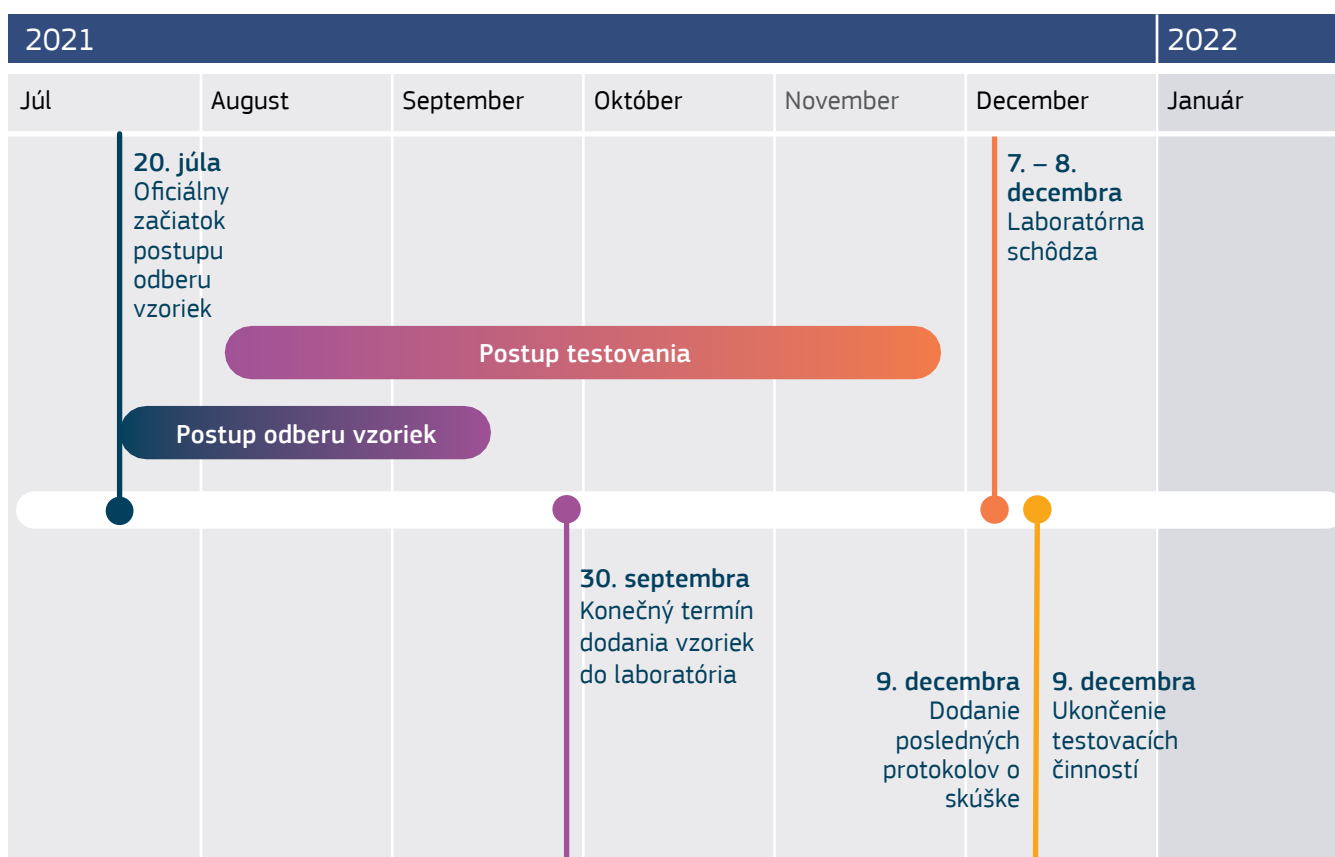 2021
2022
Júl
August
September
Október
November
December
Január
20. júla
Oficiálny
začiatok
postupu
odberu
vzoriek
7. – 8.
decembra
Laboratórna
schôdza
Postup testovania
Postup odberu vzoriek
30. septembra
Konečný termín
dodania vzoriek
do laboratória
9. decembra
Dodanie
posledných
protokolov o
skúške
9. decembra
Ukončenie
testovacích
činností